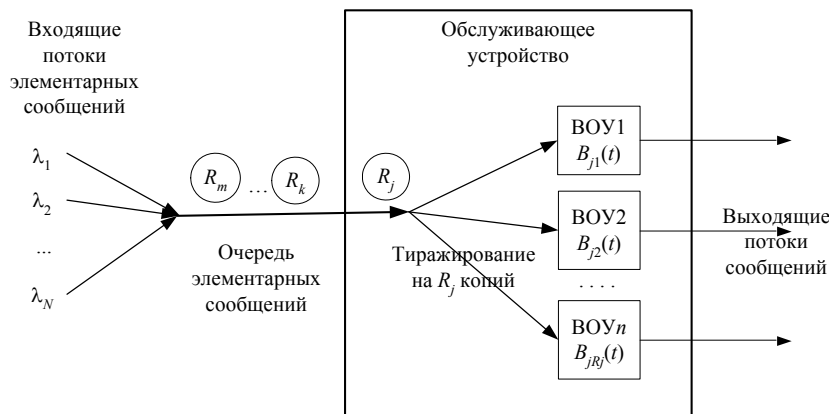 Входящие
потоки
элементарных
сообщений
λ1
λ2
...
λN
Rm
...
Rk
Очередь
элементарных
сообщений
Обслуживающее
устройство
Rj
Тиражирование
на Rj копий
ВОУ1
Bj1(t)
ВОУ2
Bj2(t)
. . . .
ВОУn
BjRj(t)
Выходящие
потоки
сообщений